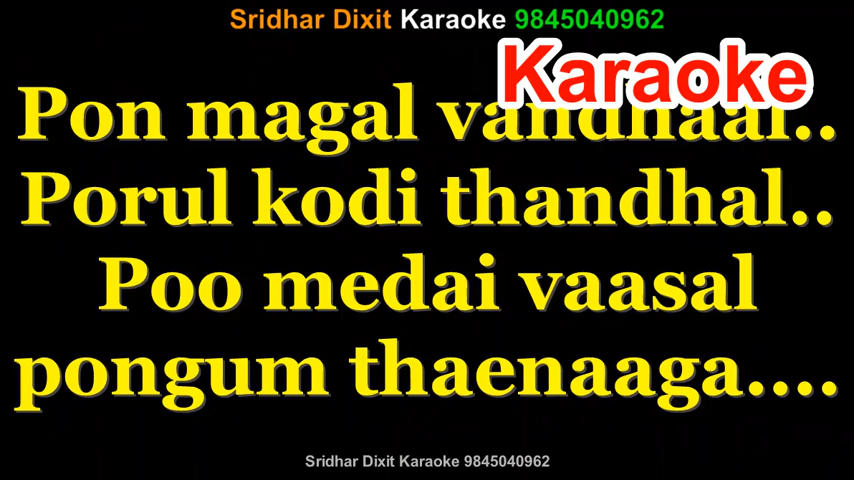 Sridhar Dixit Karaoke 9845040962
Karaoke
Pon magal vandhaal..
Porul kodi thandhal..
Poo medai vaasal
pongum thaenaaga....
Sridhar Dixit Karaoke 9845040962